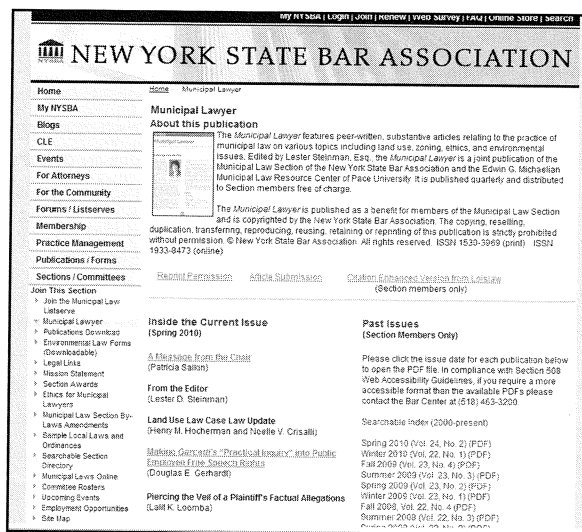 My NYSBA | Login | Join | Renew | Web Survey | FAQ | Online Store | Search
NYSBA
NEW YORK STATE BAR ASSOCIATION
Home
My NYSBA
Blogs
CLE
Events
For Attorneys
For the Community
Forums / Listserves
Membership
Practice Management
Publications / Forms
Sections / Committees
Join This Section
Join the Municipal Law
Listserve
Municipal Lawyer
Publications Download
Environmental Law Forms
(Downloadable)
Legal Links
Mission Statement
Section Awards
Ethics for Municipal
Lawyers
Municipal Law Section By-
Laws Amendments
Sample Local Laws and
Ordinances
Searchable Section
Directory
Municipal Laws Online
Committee Rosters
Upcoming Events
Employment Opportunities
Site Map
Home Municipal Lawyer
Municipal Lawyer
About this publication
The Municipal Lawyer features peer-written, substantive articles relating to the practice of
municipal law on various topics including land use, zoning, ethics, and environmental
issues. Edited by Lester Steinman, Esq., the Municipal Lawyer is a joint publication of the
Municipal Law Section of the New York State Bar Association and the Edwin G. Michaelian
Municipal Law Resource Center of Pace University. It is published quarterly and distributed
to Section members free of charge.
The Municipal Lawyer is published as a benefit for members of the Municipal Law Section
and is copyrighted by the New York State Bar Association. The copying, reselling,
duplication, transferring, reproducing, reusing, retaining or reprinting of this publication is strictly prohibited
without permission. © New York State Bar Association. All rights reserved. ISSN 1530-3969 (print) ISSN
1933-8473 (online)
Reprint Permission Article Submission Citation Enhanced Version from Loislaw
(Section members only)
Inside the Current Issue
(Spring 2010)
A Message from the Chair
(Patricia Salkin)
From the Editor
(Lester D. Steinman)
Land Use Law Case Law Update
(Henry M. Hocherman and Noelle V. Crisalli)
Making Garcetti's "Practical Inquiry" into Public
Employee Free Speech Rights
(Douglas E. Gerhardt)
Piercing the Veil of a Plaintiff's Factual Allegations
(Lalit K. Loomba)
Past Issues
(Section Members Only)
Please click the issue date for each publication below
to open the PDF file. In compliance with Section 508
Web Accessibility Guidelines, if you require a more
accessible format than the available PDFs please
contact the Bar Center at (518) 463-3200.
Searchable Index (2000-present)
Spring 2010 (Vol. 24, No. 2) (PDF)
Winter 2010 (Vol. 22, No. 1) (PDF)
Fall 2009 (Vol. 23, No. 4) (PDF)
Summer 2009 (Vol. 23, No. 3) (PDF)
Spring 2009 (Vol. 23, No. 2) (PDF)
Winter 2009 (Vol. 23, No. 1) (PDF)
Fall 2008 (Vol. 22, No. 4 (PDF)
Summer 2008 (Vol. 22, No. 3) (PDF)